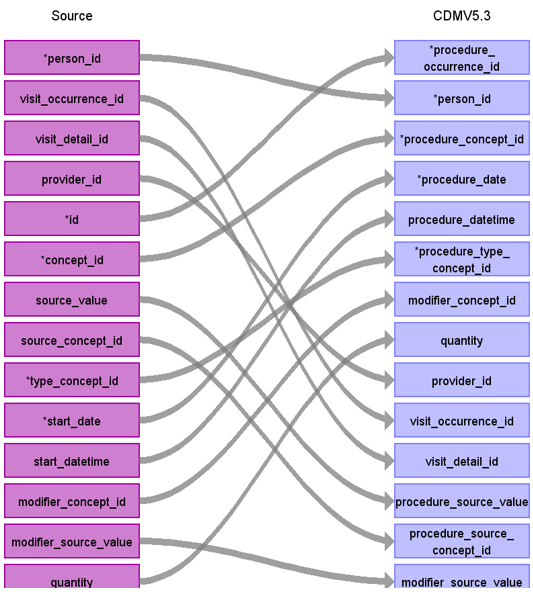 Source
CDMV5.3
*person_id
visit_occurrence_id
visit_detail_id
provider_id
*id
*concept_id
source_value
source_concept_id
*type_concept_id
*start_date
start_datetime
modifier_concept_id
modifier_source_value
quantity
*procedure_
occurrence_id
*person_id
*procedure_concept_id
*procedure_date
procedure_datetime
*procedure_type_
concept_id
modifier_concept_id
quantity
provider_id
visit_occurrence_id
visit_detail_id
procedure_source_value
procedure_source_
concept_id
modifier_source_value